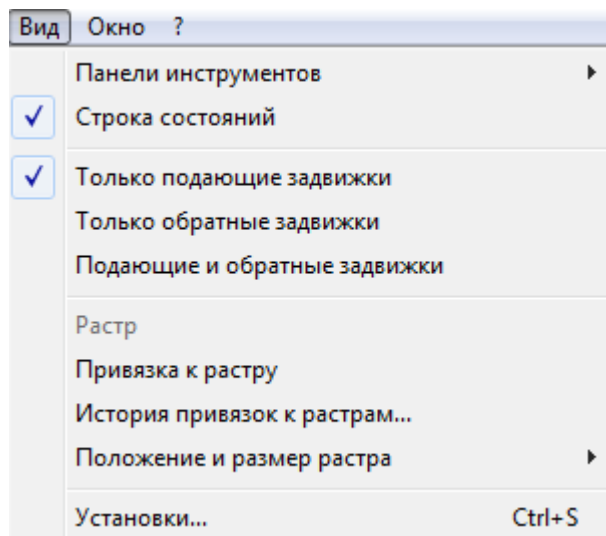 Вид Окно ?
Панели инструментов
Строка состояний
Только подающие задвижки
Только обратные задвижки
Подающие и обратные задвижки
Растр
Привязка к растру
История привязок к растрам...
Положение и размер растра
Установки... Ctrl+S